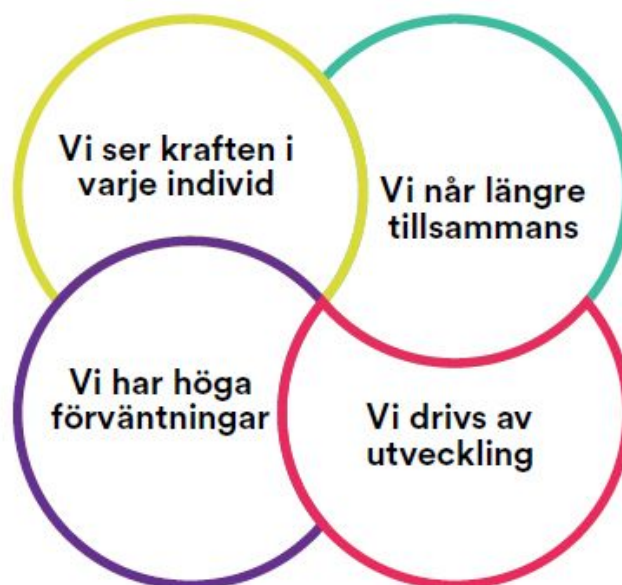 Vi ser kraften i
varje individ
Vi når längre
tillsammans
Vi har höga
förväntningar
Vi drivs av
utveckling